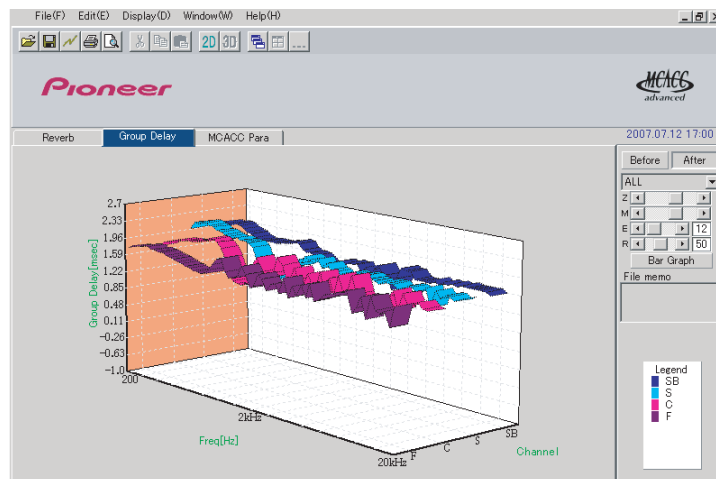 File(F) Edit(E) Display(D) Window(W) Help(H)
2D 3D ...
Pioneer
MCACC
advanced
Reverb Group Delay MCACC Para
2007.07.12 17:00
Before After
ALL
Z
M
E 12
R 50
Bar Graph
File memo
2.7
2.33
1.96
1.59
1.22
0.85
0.48
0.11
-0.26
-0.63
-1.0
Group Delay[msec]
200
2kHz
20kHz
Freq[Hz]
F
C
S
SB
Channel
Legend
SB
S
C
F